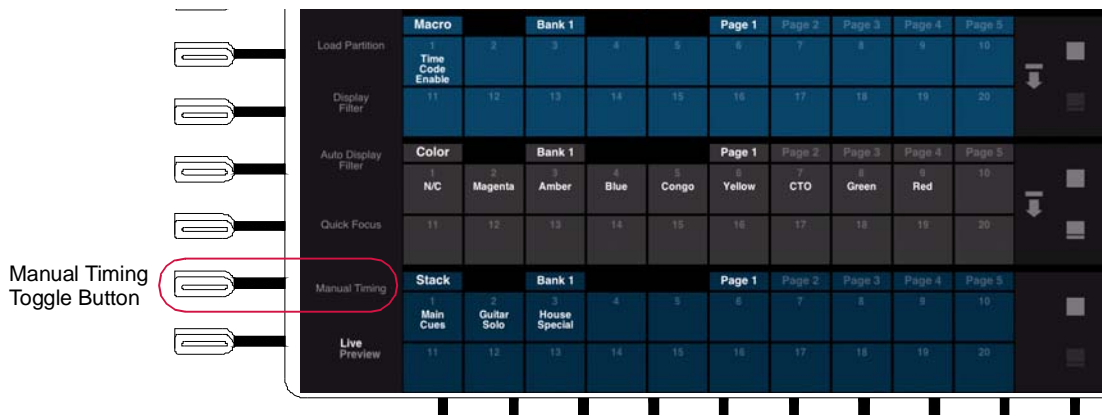 Macro Bank 1 Page 1 Page 2 Page 3 Page 4 Page 5
Load Partition
1 2 3 4 5 6 7 8 9 10
Time
Code
Enable
Display
Filter
11 12 13 14 15 16 17 18 19 20
Auto Display
Filter
Color Bank 1 Page 1 Page 2 Page 3 Page 4 Page 5
1 2 3 4 5 6 7 8 9 10
N/C Magenta Amber Blue Congo Yellow CTO Green Red
Quick Focus
11 12 13 14 15 16 17 18 19 20
Manual Timing
Toggle Button
Manual Timing
Stack Bank 1 Page 1 Page 2 Page 3 Page 4 Page 5
1 2 3 4 5 6 7 8 9 10
Main Guitar House
Cues Solo Special
Live
Preview
11 12 13 14 15 16 17 18 19 20